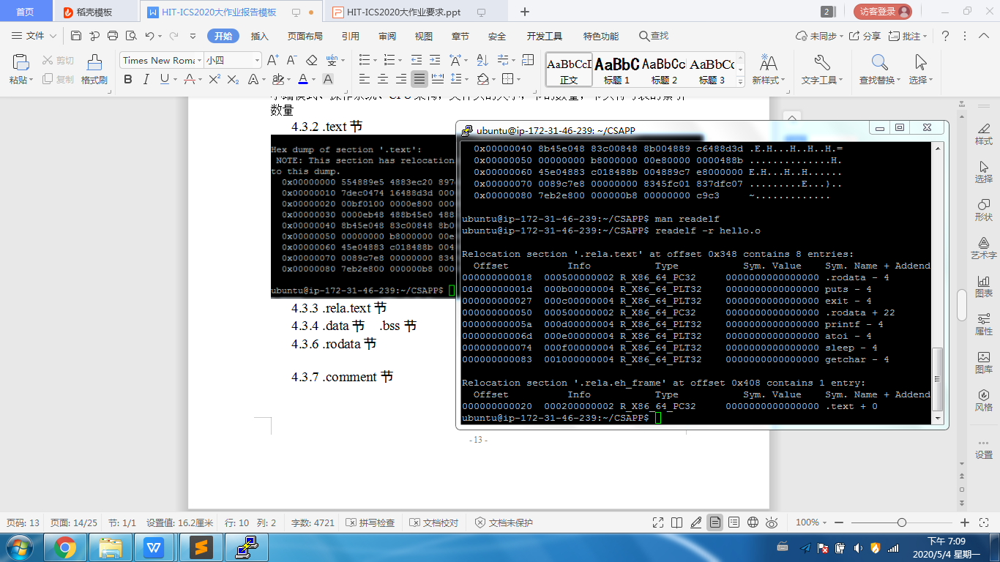 首页 稻壳模板 HIT-ICS2020大作业报告模板 HIT-ICS2020大作业要求.ppt 2 访客登录
文件 开始 插入 页面布局 引用 审阅 视图 章节 安全 开发工具 特色功能 查找 未同步 分享 批注
粘贴 剪切 复制 格式刷 Times New Roma 小四 B I U A X² X₂ A ab A A
AaBbCcD 正文 AaBbC 标题 1 AaBbCc 标题 2 AaBbCc 标题 3 新样式 文字工具 查找替换 选择
数量
4.3.2 .text 节
Hex dump of section '.text':
NOTE: This section has relocation
to this dump.
0x00000000 554889e5 4883ec20 897
0x00000010 7dec0474 16488d3d 000
0x00000020 00bf0100 0000e800 000
0x00000030 0000eb48 488b45e0 488
0x00000040 8b45e048 83c00848 8b0
0x00000050 00000000 b8000000 00e
0x00000060 45e04883 c018488b 004
0x00000070 0089c7e8 00000000 834
0x00000080 7eb2e800 000000b8 000
ubuntu@ip-172-31-46-239:~/CSAPP$
4.3.3 .rela.text 节
4.3.4 .data 节 .bss 节
4.3.6 .rodata 节
4.3.7 .comment 节
- 13 -
ubuntu@ip-172-31-46-239: ~/CSAPP
0x00000040 8b45e048 83c00848 8b004889 c6488d3d .E.H...H..H..H.=
0x00000050 00000000 b8000000 00e80000 0000488b ..............H.
0x00000060 45e04883 c018488b 004889c7 e8000000 E.H...H..H......
0x00000070 0089c7e8 00000000 8345fc01 837dfc07 .........E...}..
0x00000080 7eb2e800 000000b8 00000000 c9c3 ~.............
ubuntu@ip-172-31-46-239:~/CSAPP$ man readelf
ubuntu@ip-172-31-46-239:~/CSAPP$ readelf -r hello.o
Relocation section '.rela.text' at offset 0x348 contains 8 entries:
Offset Info Type Sym. Value Sym. Name + Addend
000000000018 000500000002 R_X86_64_PC32 0000000000000000 .rodata - 4
00000000001d 000b00000004 R_X86_64_PLT32 0000000000000000 puts - 4
000000000027 000c00000004 R_X86_64_PLT32 0000000000000000 exit - 4
000000000050 000500000002 R_X86_64_PC32 0000000000000000 .rodata + 22
00000000005a 000d00000004 R_X86_64_PLT32 0000000000000000 printf - 4
00000000006d 000e00000004 R_X86_64_PLT32 0000000000000000 atoi - 4
000000000074 000f00000004 R_X86_64_PLT32 0000000000000000 sleep - 4
000000000083 001000000004 R_X86_64_PLT32 0000000000000000 getchar - 4
Relocation section '.rela.eh_frame' at offset 0x408 contains 1 entry:
Offset Info Type Sym. Value Sym. Name + Addend
000000000020 000200000002 R_X86_64_PC32 0000000000000000 .text + 0
ubuntu@ip-172-31-46-239:~/CSAPP$
样式
选择
形状
艺术字
图表
属性
图库
风格
设置
页码: 13 页面: 14/25 节: 1/1 设置值: 16.2厘米 行: 10 列: 2 字数: 4721 拼写检查 文档校对 文档未保护 100%
下午 7:09
2020/5/4 星期一